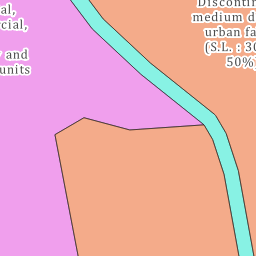 al,
cial,
and
units
Discontin
medium d
urban fa
(S.L. : 30
50%)